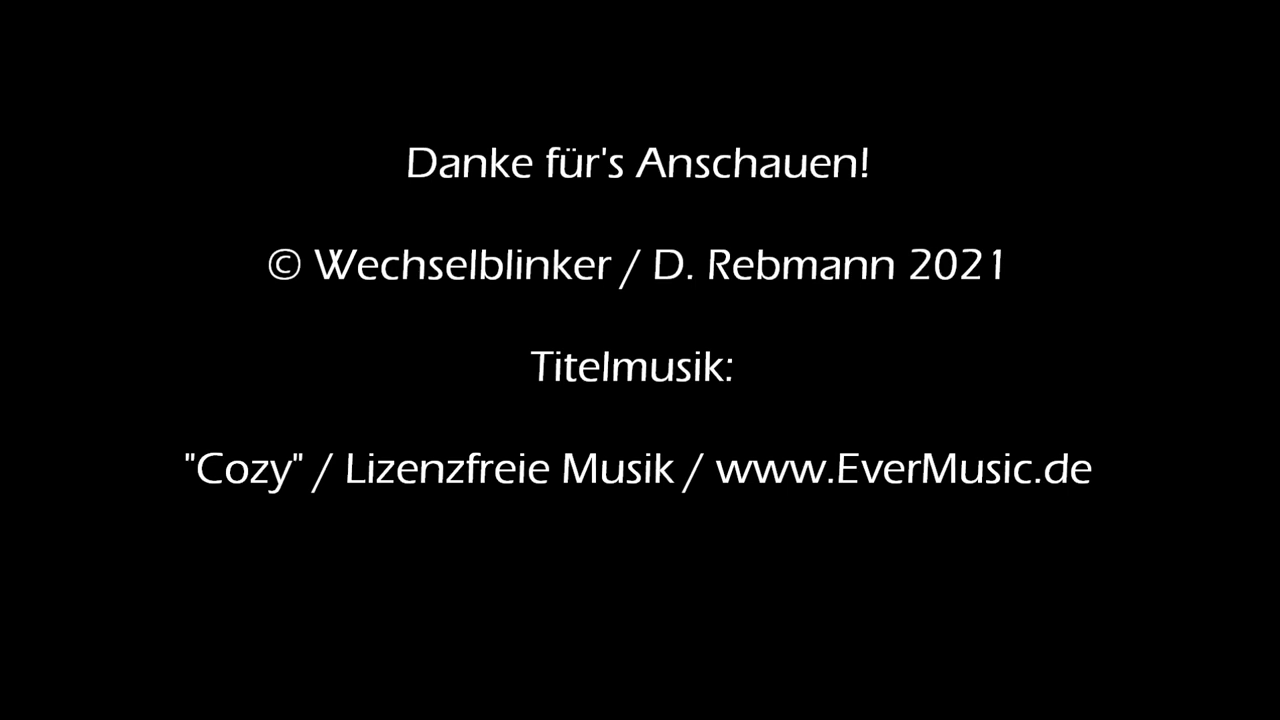 Danke für's Anschauen!
© Wechselblinker / D. Rebmann 2021
Titelmusik:
"Cozy" / Lizenzfreie Musik / www.EverMusic.de